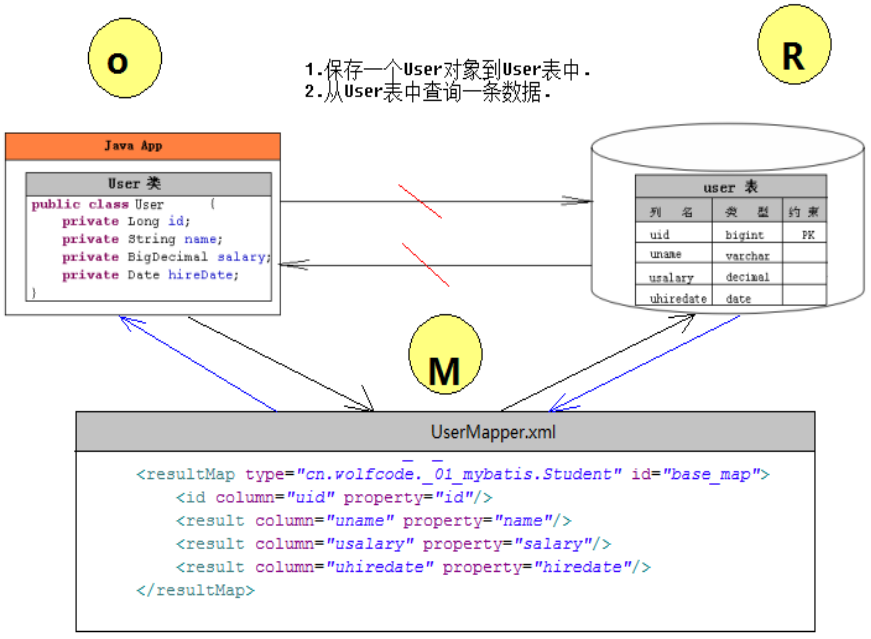 O
R
1.保存一个User对象到User表中.
2.从User表中查询一条数据.
Java App
User 类
public class User {
private Long id;
private String name;
private BigDecimal salary;
private Date hireDate;
}
user 表
列 名 类 型 约 束
uid bigint PK
uname varchar
usalary decimal
uhiredate date
M
UserMapper.xml
<resultMap type="cn.wolfcode._01_mybatis.Student" id="base_map">
<id column="uid" property="id"/>
<result column="uname" property="name"/>
<result column="usalary" property="salary"/>
<result column="uhiredate" property="hiredate"/>
</resultMap>